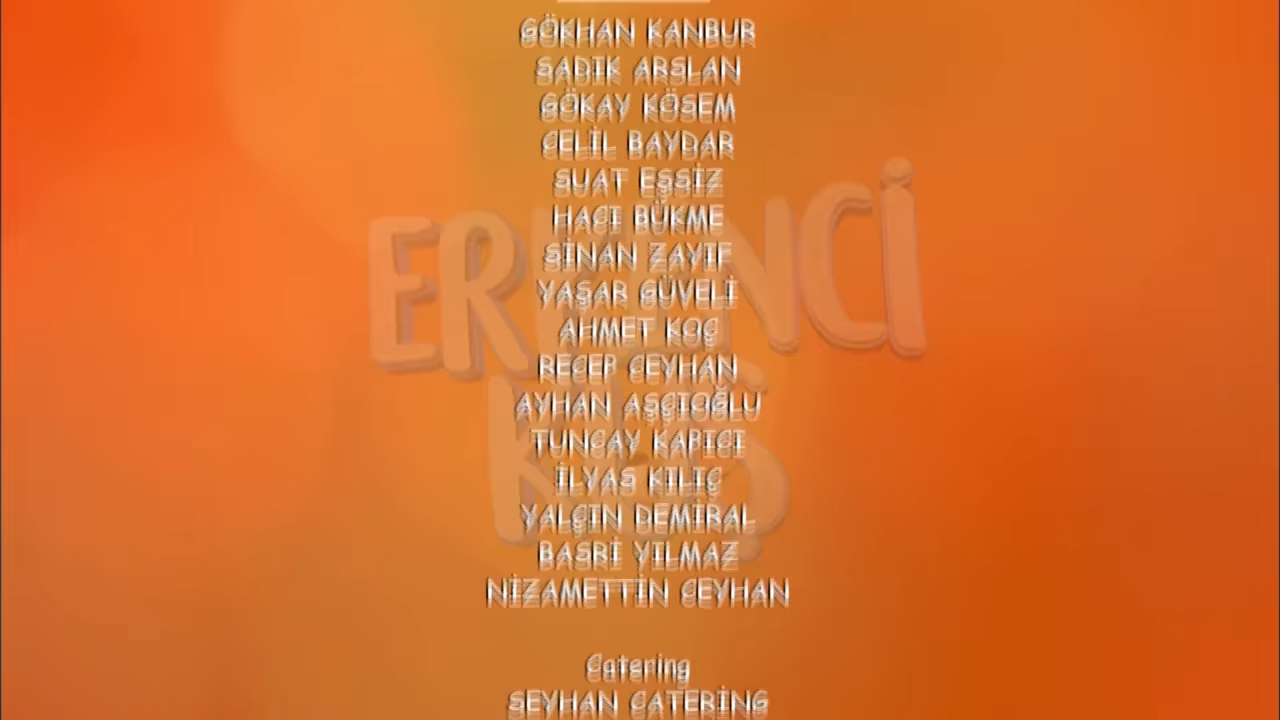 GÖKHAN KANBUR
SADIK ARSLAN
GÖKAY KÖSEM
CELİL BAYDAR
SUAT EŞSİZ
HACI BÜKME
SİNAN ZAYIF
YAŞAR GÜVELİ
AHMET KOÇ
RECEP CEYHAN
AYHAN AŞÇIOĞLU
TUNCAY KAPICI
İLYAS KILIÇ
YALÇIN DEMİRAL
BASRİ YILMAZ
NİZAMETTİN CEYHAN
Catering
SEYHAN CATERİNG
ERKENCİ
KUŞ